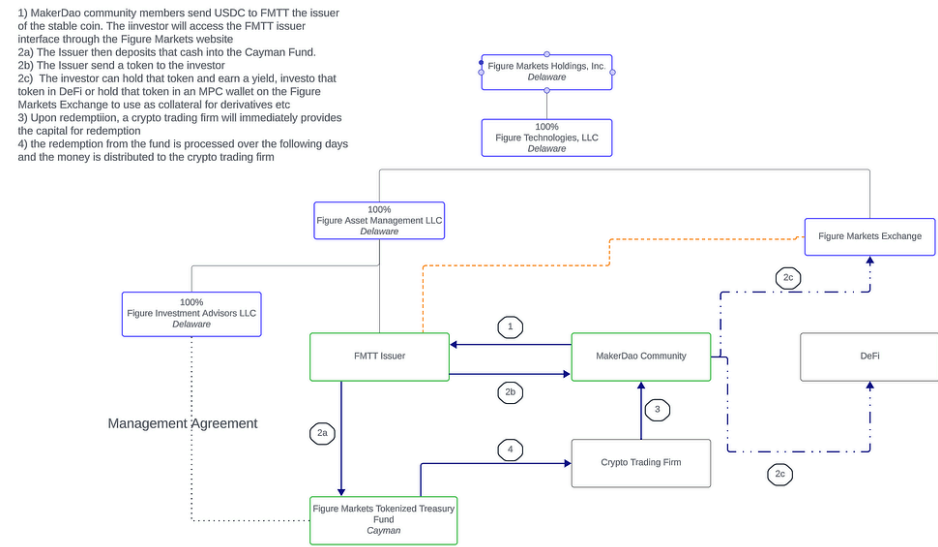 1) MakerDao community members send USDC to FMTT the issuer
of the stable coin. The iinvestor will access the FMTT issuer
interface through the Figure Markets website
2a) The Issuer then deposits that cash into the Cayman Fund.
2b) The Issuer send a token to the investor
2c)  The investor can hold that token and earn a yield, investo that
token in DeFi or hold that token in an MPC wallet on the Figure
Markets Exchange to use as collateral for derivatives etc
3) Upon redemptiion, a crypto trading firm will immediately provides
the capital for redemption
4) the redemption from the fund is processed over the following days
and the money is distributed to the crypto trading firm
Figure Markets Holdings, Inc.
Delaware
100%
Figure Technologies, LLC
Delaware
100%
Figure Asset Management LLC
Delaware
Figure Markets Exchange
2c
100%
Figure Investment Advisors LLC
Delaware
1
FMTT Issuer
MakerDao Community
DeFi
2b
3
Management Agreement
2a
4
Crypto Trading Firm
2c
Figure Markets Tokenized Treasury
Fund
Cayman